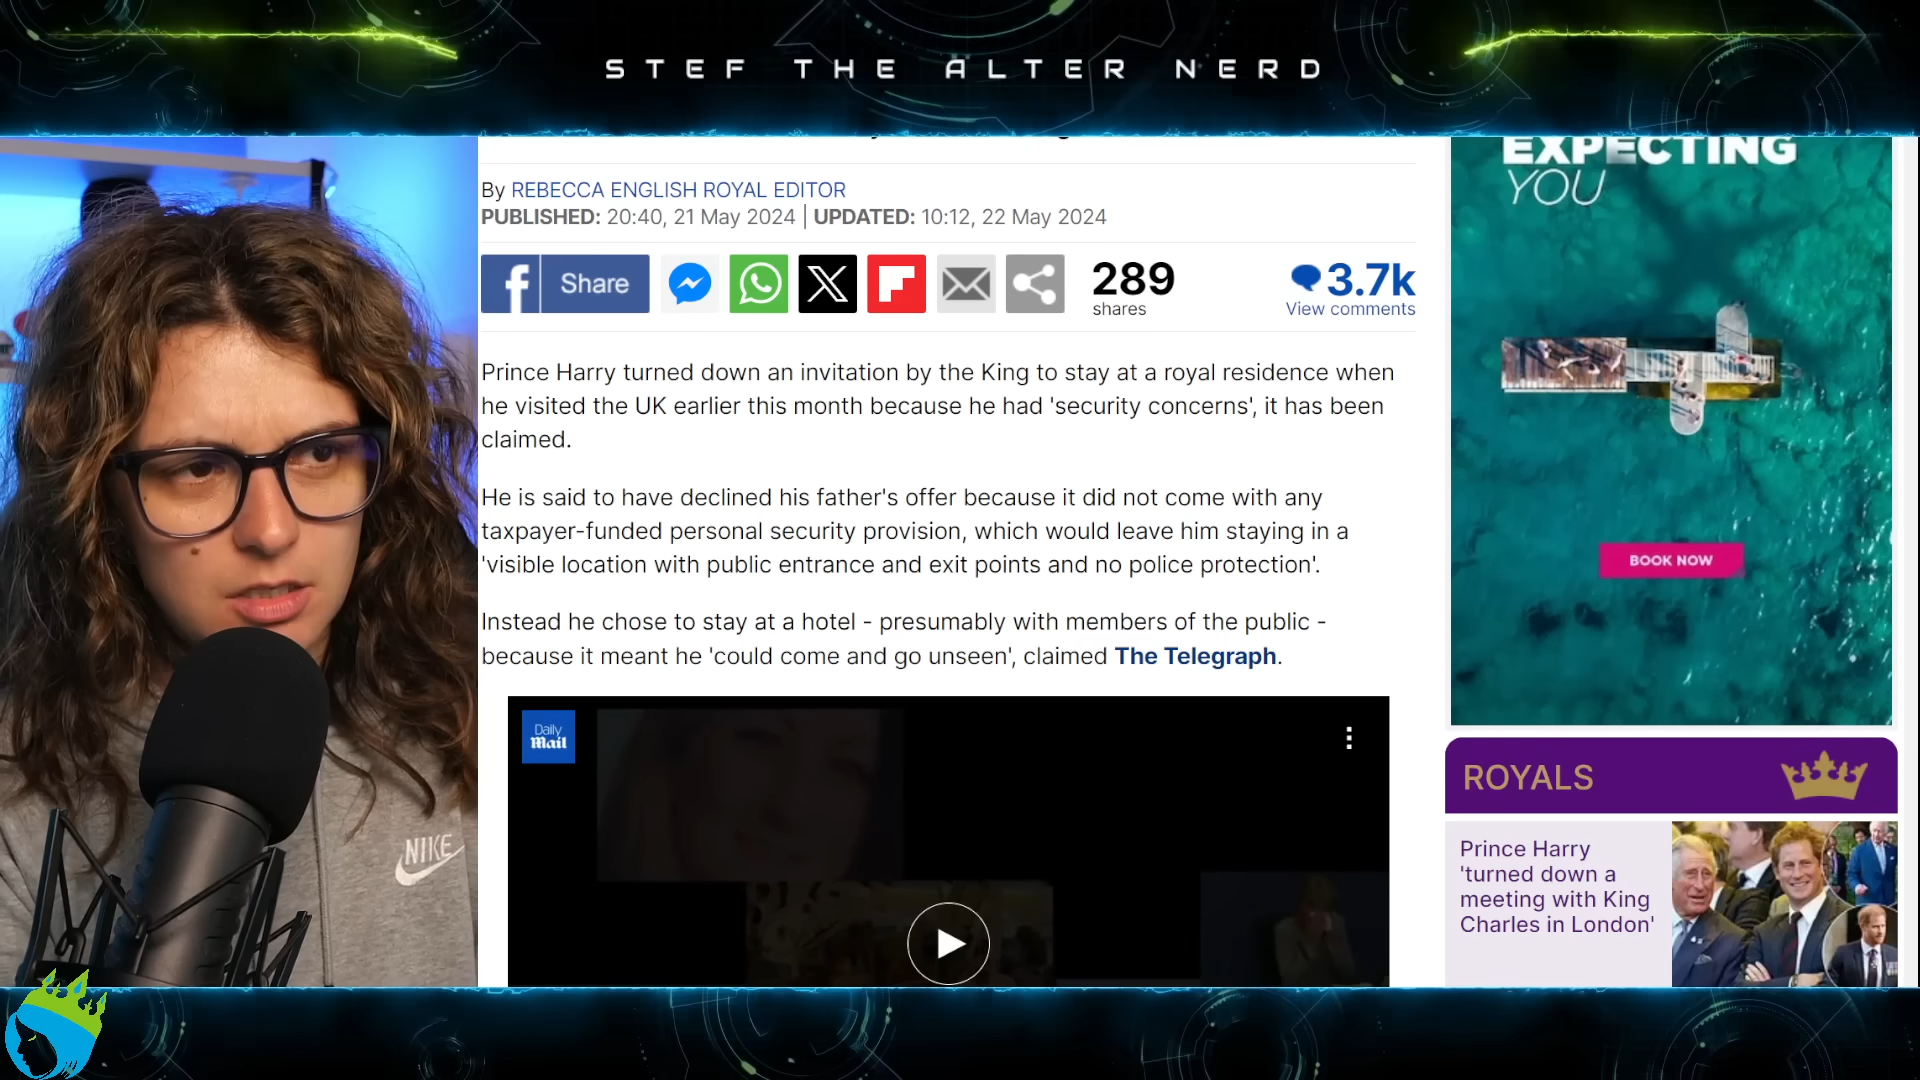 STEF THE ALTER NERD
EXPECTING
YOU
By REBECCA ENGLISH ROYAL EDITOR
PUBLISHED: 20:40, 21 May 2024 | UPDATED: 10:12, 22 May 2024
Share
289
shares
3.7k
View comments
Prince Harry turned down an invitation by the King to stay at a royal residence when
he visited the UK earlier this month because he had 'security concerns', it has been
claimed.
He is said to have declined his father's offer because it did not come with any
taxpayer-funded personal security provision, which would leave him staying in a
'visible location with public entrance and exit points and no police protection'.
Instead he chose to stay at a hotel - presumably with members of the public -
because it meant he 'could come and go unseen', claimed The Telegraph.
BOOK NOW
Daily
Mail
ROYALS
Prince Harry
'turned down a
meeting with King
Charles in London'
NIKE